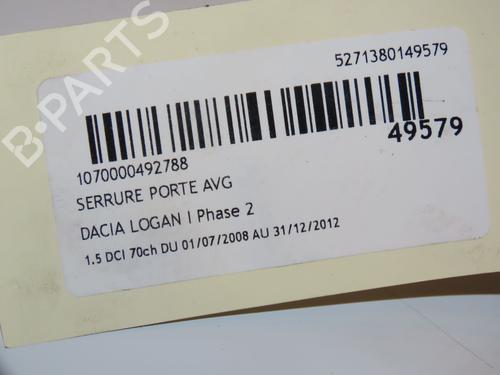 B-PARTS
5271380149579
49579
1070000492788
SERRURE PORTE AVG
DACIA LOGAN I Phase 2
1.5 DCI 70ch DU 01/07/2008 AU 31/12/2012